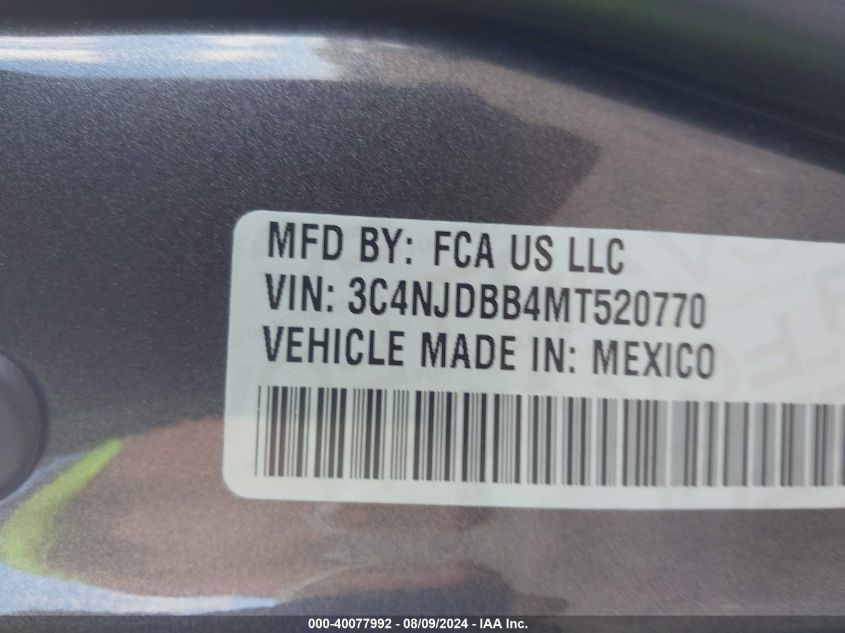 MFD BY: FCA US LLC
VIN: 3C4NJDBB4MT520770
VEHICLE MADE IN: MEXICO
000-40077992 - 08/09/2024 - IAA Inc.